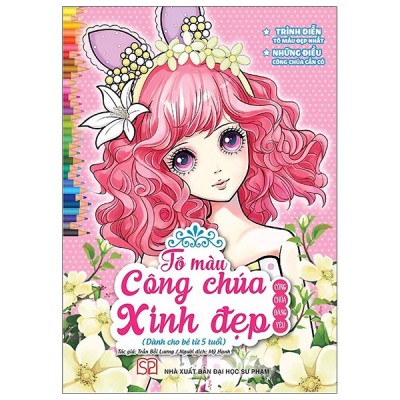 ★ TRÌNH DIỄN
TÔ MÀU ĐẸP NHẤT
★ NHỮNG ĐIỀU
CÔNG CHÚA CẦN CÓ
Tô màu
Công chúa
Xinh đẹp
CÔNG CHÚA ĐÁNG YÊU
(Dành cho bé từ 5 tuổi)
Tác giả: Trần Bồi Lương / Người dịch: Mỹ Hạnh
SP
NHÀ XUẤT BẢN ĐẠI HỌC SƯ PHẠM